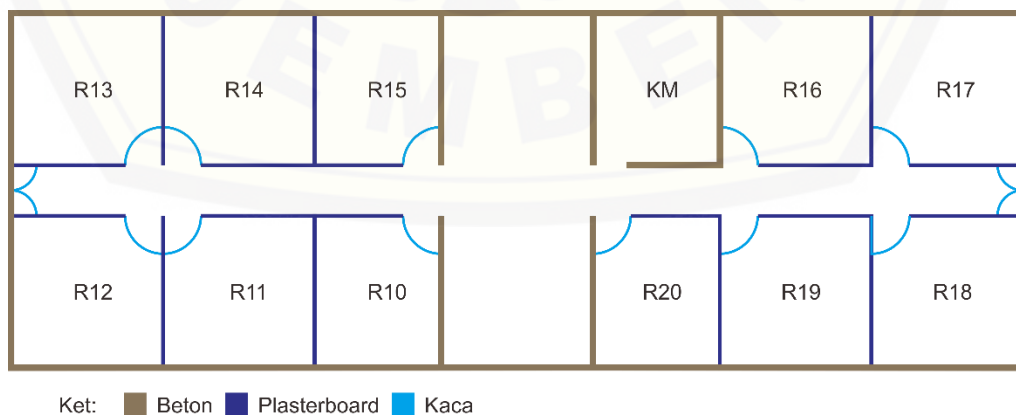 R13 R14 R15 KM R16 R17
R12 R11 R10 R20 R19 R18
Ket: Beton Plasterboard Kaca